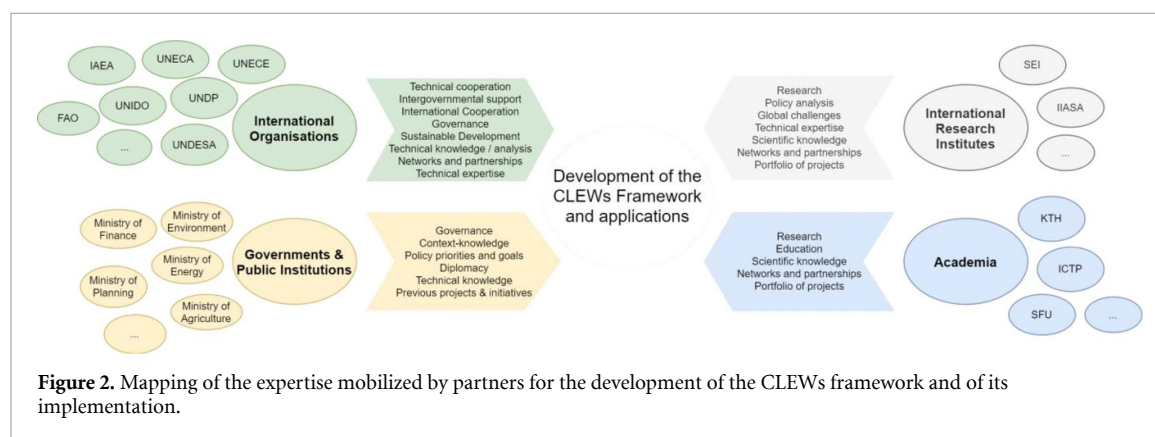 IAEA
UNECA
UNECE
FAO
UNIDO
UNDP
...
UNDESA
International
Organisations
Technical cooperation
Intergovernmental support
International Cooperation
Governance
Sustainable Development
Technical knowledge / analysis
Networks and partnerships
Technical expertise
Ministry of
Finance
Ministry of
Environment
Ministry of
Energy
Ministry of
Planning
Ministry of
Agriculture
...
Governments &
Public Institutions
Governance
Context-knowledge
Policy priorities and goals
Diplomacy
Technical knowledge
Previous projects & initiatives
Development of the
CLEWs Framework
and applications
Research
Policy analysis
Global challenges
Technical expertise
Scientific knowledge
Networks and partnerships
Portfolio of projects
International
Research
Institutes
SEI
IIASA
...
Research
Education
Scientific knowledge
Networks and partnerships
Portfolio of projects
Academia
KTH
ICTP
SFU
...
Figure 2. Mapping of the expertise mobilized by partners for the development of the CLEWs framework and of its
implementation.